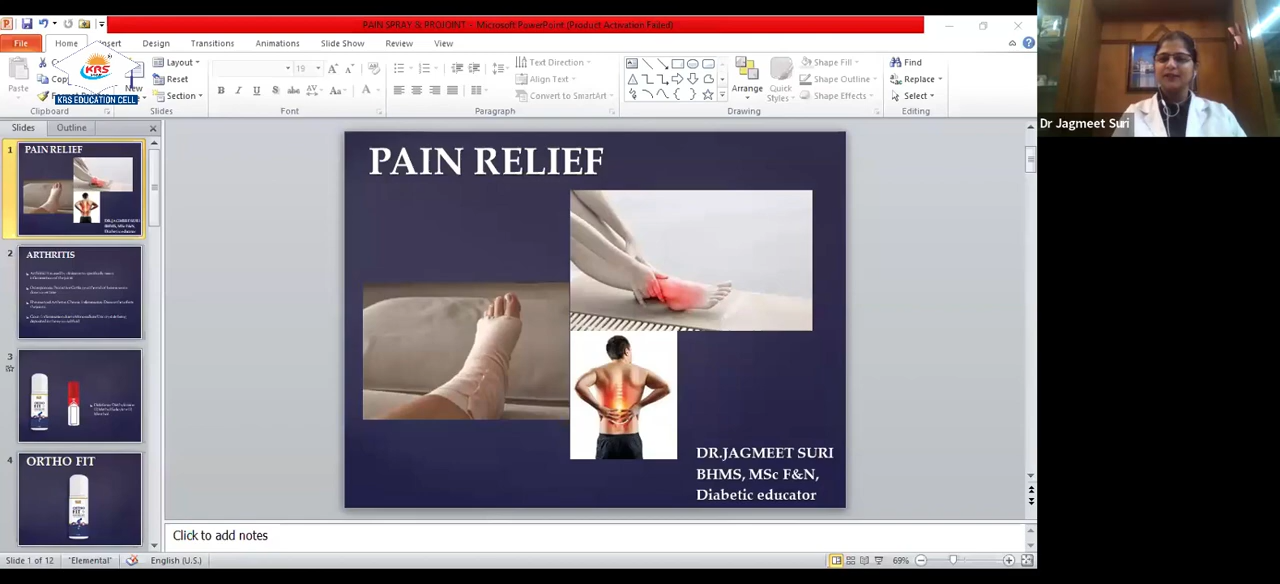 PAIN SPRAY & PROJOINT - Microsoft PowerPoint (Product Activation Failed)
File
Home
Insert
Design
Transitions
Animations
Slide Show
Review
View
Paste
Layout
Reset
Section
New
Clipboard
Slides
19
Font
Paragraph
Text Direction
Align Text
Convert to SmartArt
Arrange
Quick
Styles
Shape Fill
Shape Outline
Shape Effects
Drawing
Find
Replace
Select
Editing
KRS
KRS EDUCATION CELL
Dr Jagmeet Suri
Slides
Outline
1
PAIN RELIEF
2
ARTHRITIS
3
4
ORTHO FIT
PAIN RELIEF
DR.JAGMEET SURI
BHMS, MSc F&N,
Diabetic educator
Click to add notes
Slide 1 of 12
"Elemental"
English (U.S.)
69%